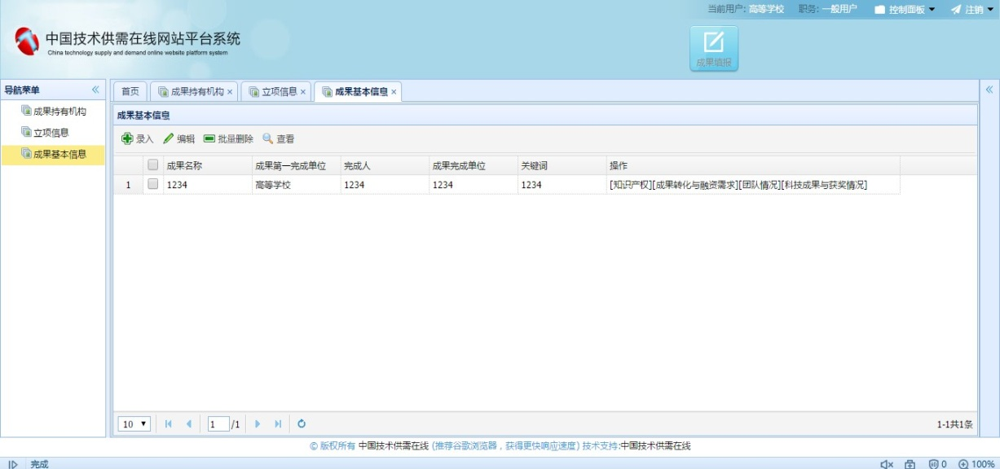 当前用户: 高等学校 职务: 一般用户 控制面板 注销
中国技术供需在线网站平台系统
China technology supply and demand online website platform system
成果填报
导航菜单
首页 成果持有机构 立项信息 成果基本信息
成果持有机构
立项信息
成果基本信息
成果基本信息
录入 编辑 批量删除 查看
成果名称 成果第一完成单位 完成人 成果完成单位 关键词 操作
1 1234 高等学校 1234 1234 1234 [知识产权][成果转化与融资需求][团队情况][科技成果与获奖情况]
10 1 /1 1-1共1条
© 版权所有 中国技术供需在线 (推荐谷歌浏览器，获得更快响应速度) 技术支持:中国技术供需在线
完成 0 100%